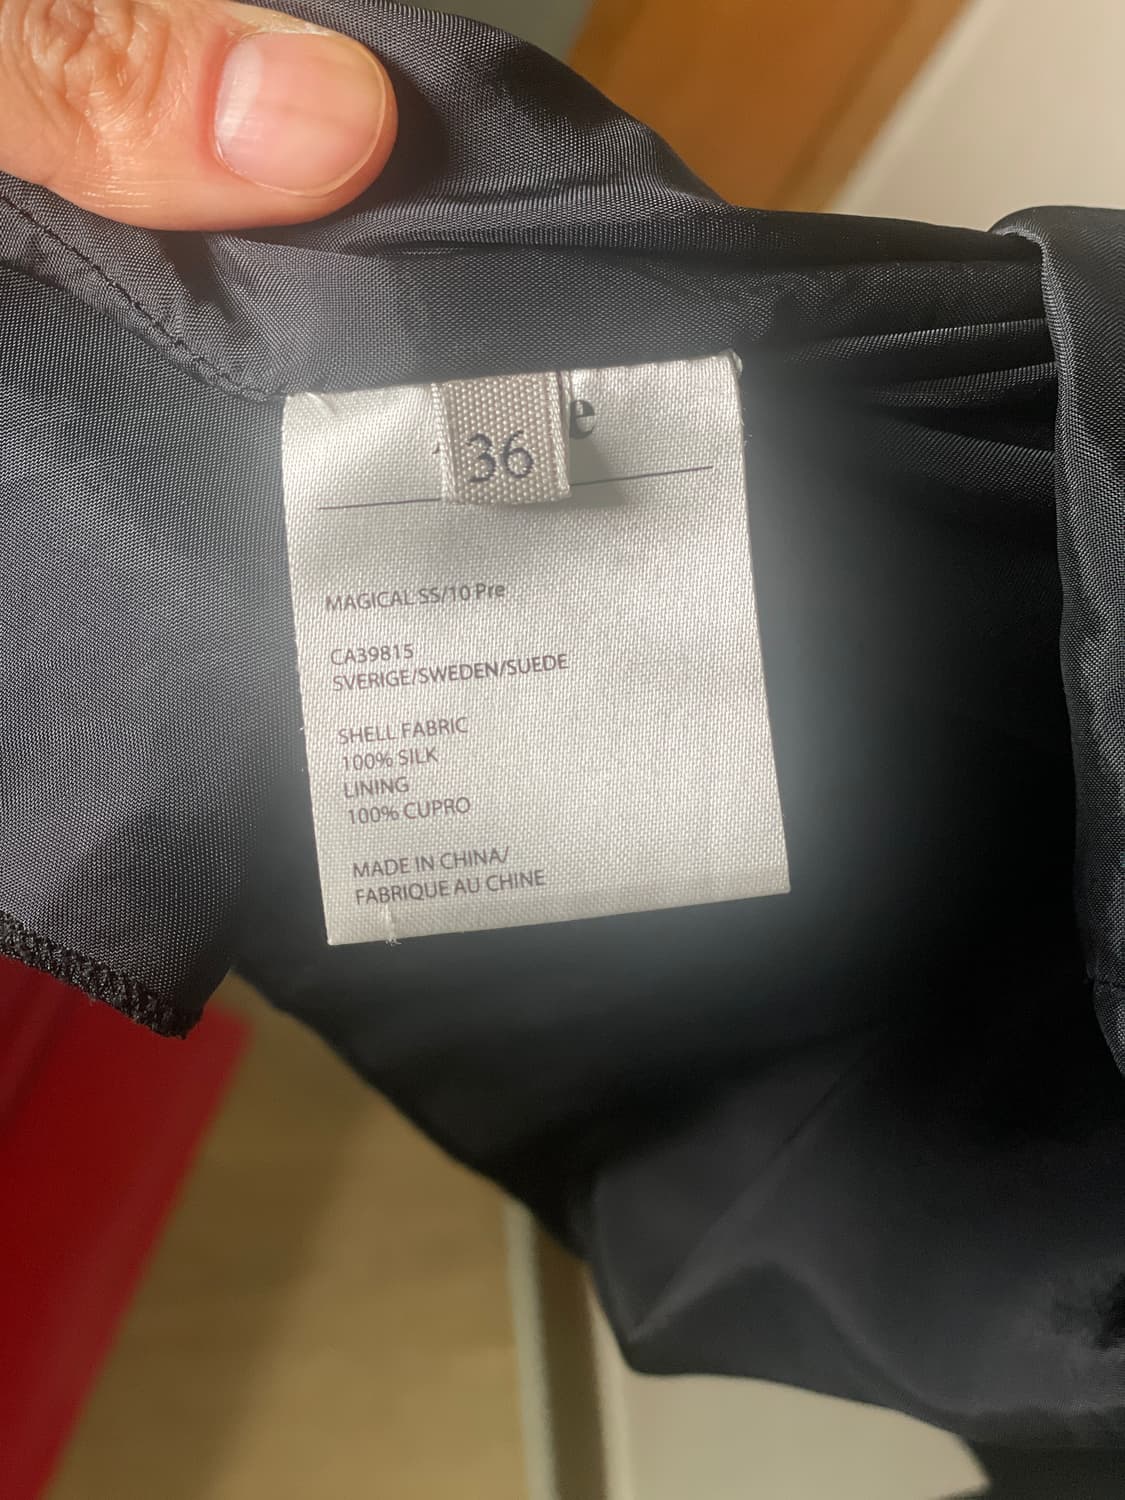 36
e
MAGICAL SS/10 Pre
CA39815
SVERIGE/SWEDEN/SUEDE
SHELL FABRIC
100% SILK
LINING
100% CUPRO
MADE IN CHINA/
FABRIQUE AU CHINE